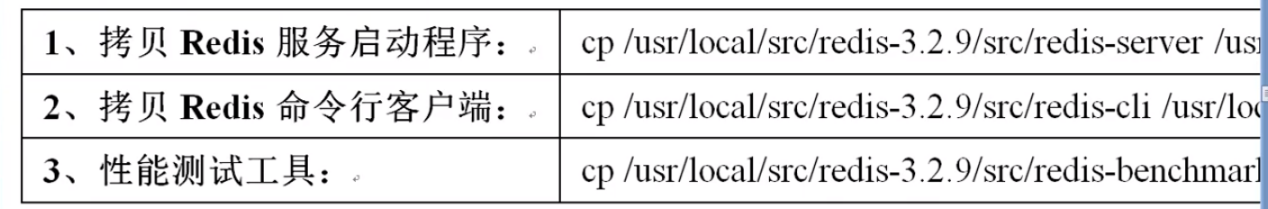 1、拷贝 Redis 服务启动程序： cp /usr/local/src/redis-3.2.9/src/redis-server
2、拷贝 Redis 命令行客户端： cp /usr/local/src/redis-3.2.9/src/redis-cli
3、性能测试工具： cp /usr/local/src/redis-3.2.9/src/redis-benchmark